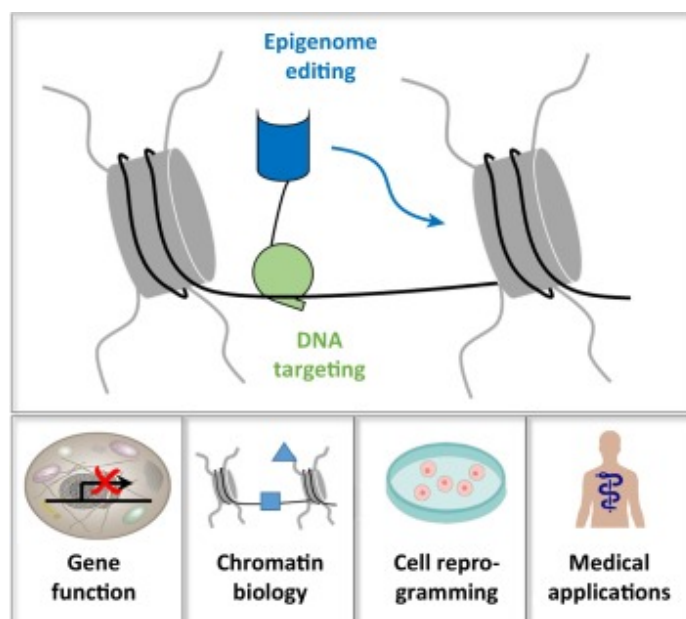 Epigenome
editing
DNA
targeting
Gene
function
Chromatin
biology
Cell repro-
gramming
Medical
applications